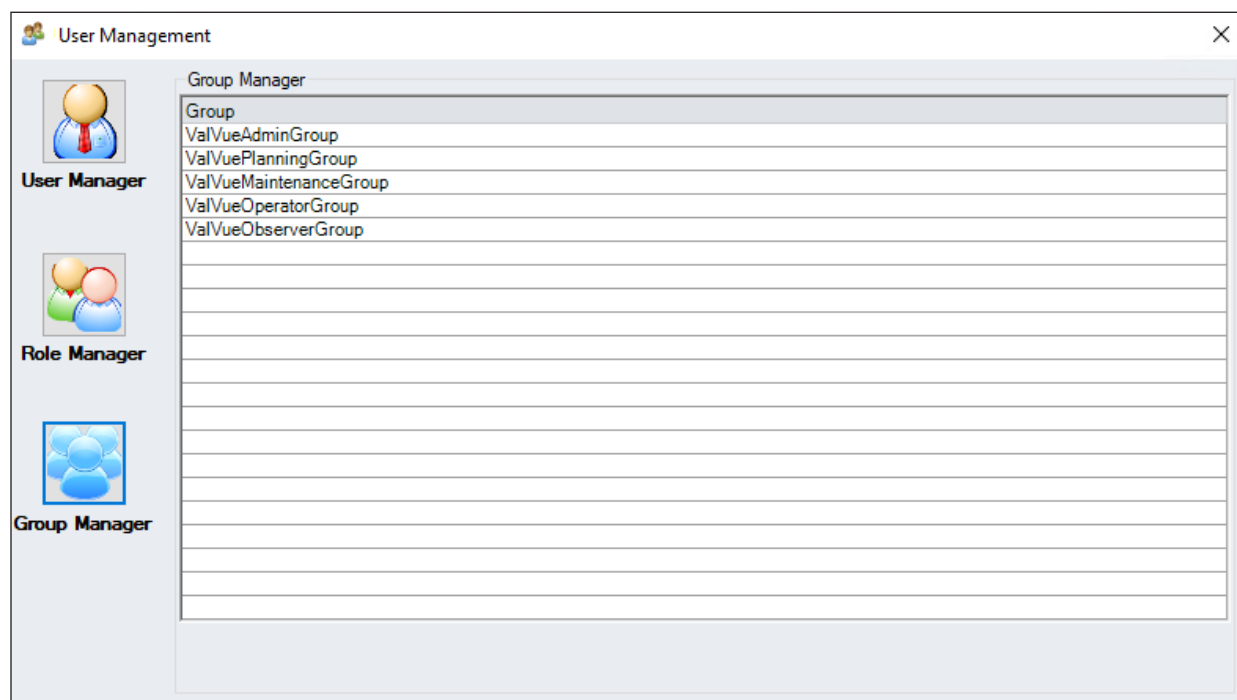 User Management
Group Manager
Group
ValVueAdminGroup
ValVuePlanningGroup
ValVueMaintenanceGroup
ValVueOperatorGroup
ValVueObserverGroup
User Manager
Role Manager
Group Manager